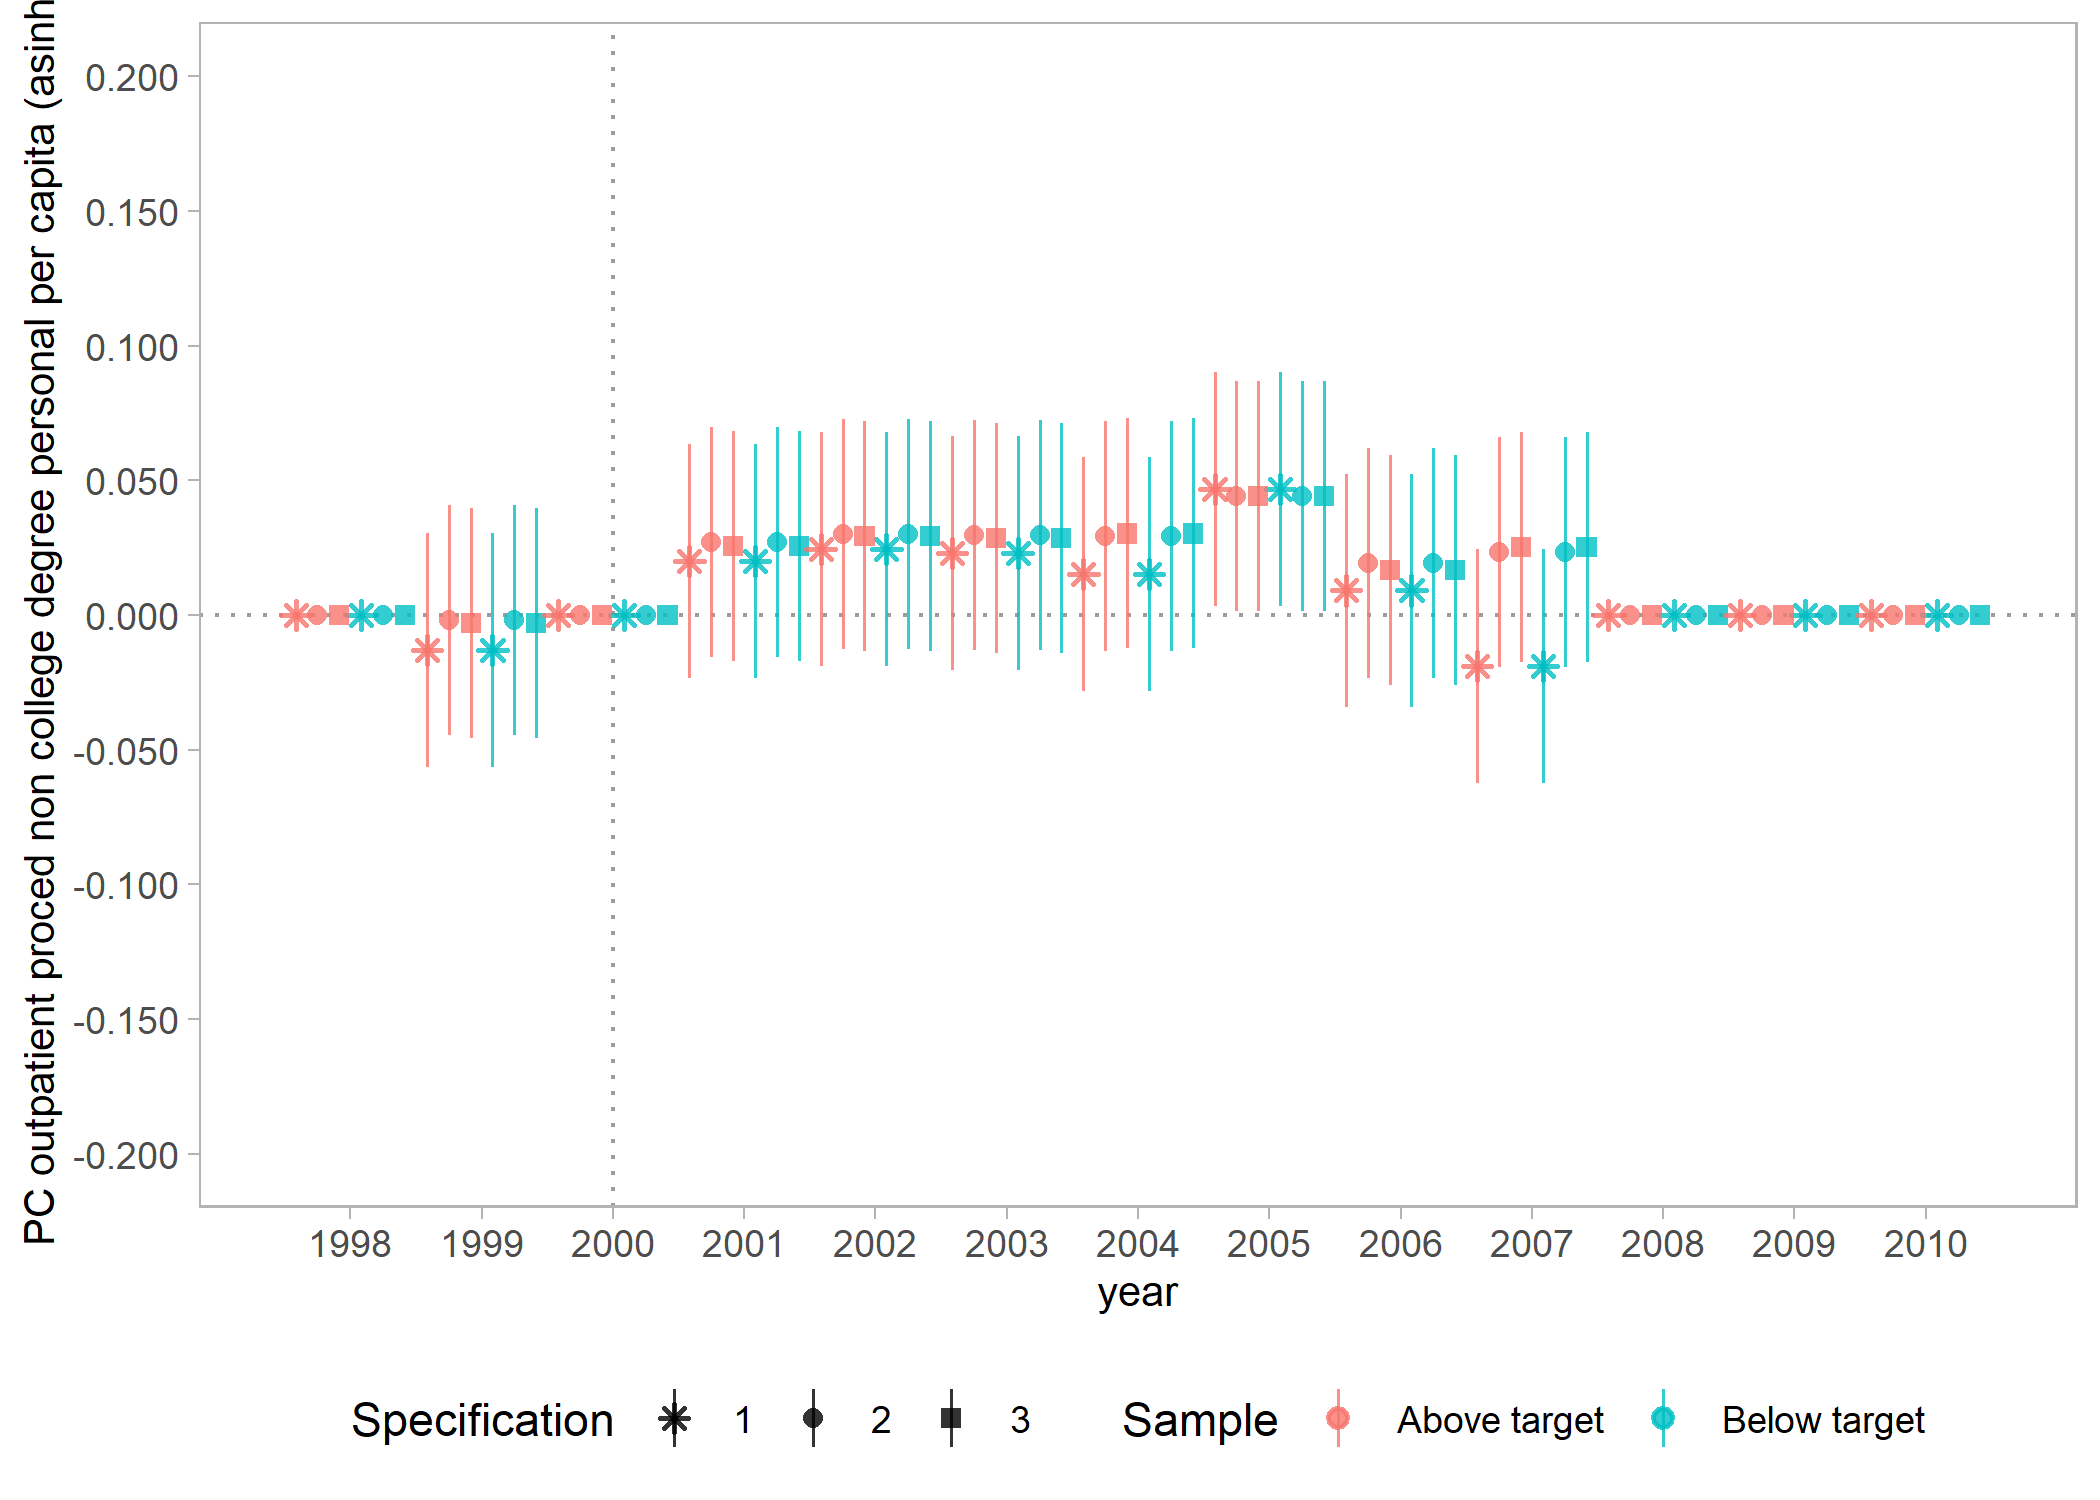 PC outpatient proced non college degree personal per capita (asinh
0.200
0.150
0.100
0.050
0.000
-0.050
-0.100
-0.150
-0.200
1998 1999 2000 2001 2002 2003 2004 2005 2006 2007 2008 2009 2010
year
Specification 1 2 3 Sample Above target Below target